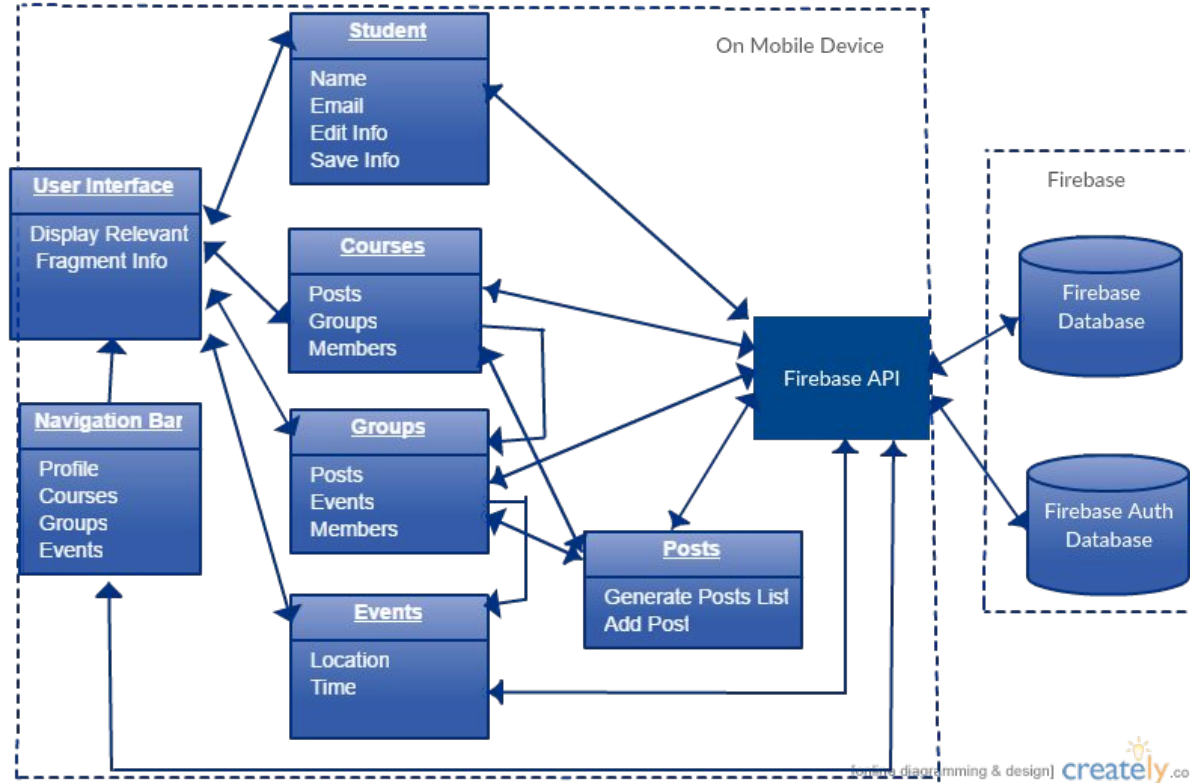 Student
Name
Email
Edit Info
Save Info
On Mobile Device
User Interface
Display Relevant
Fragment Info
Courses
Posts
Groups
Members
Firebase
Firebase
Database
Firebase API
Navigation Bar
Profile
Courses
Groups
Events
Groups
Posts
Events
Members
Firebase Auth
Database
Posts
Generate Posts List
Add Post
Events
Location
Time
[online diagramming & design] creately.co